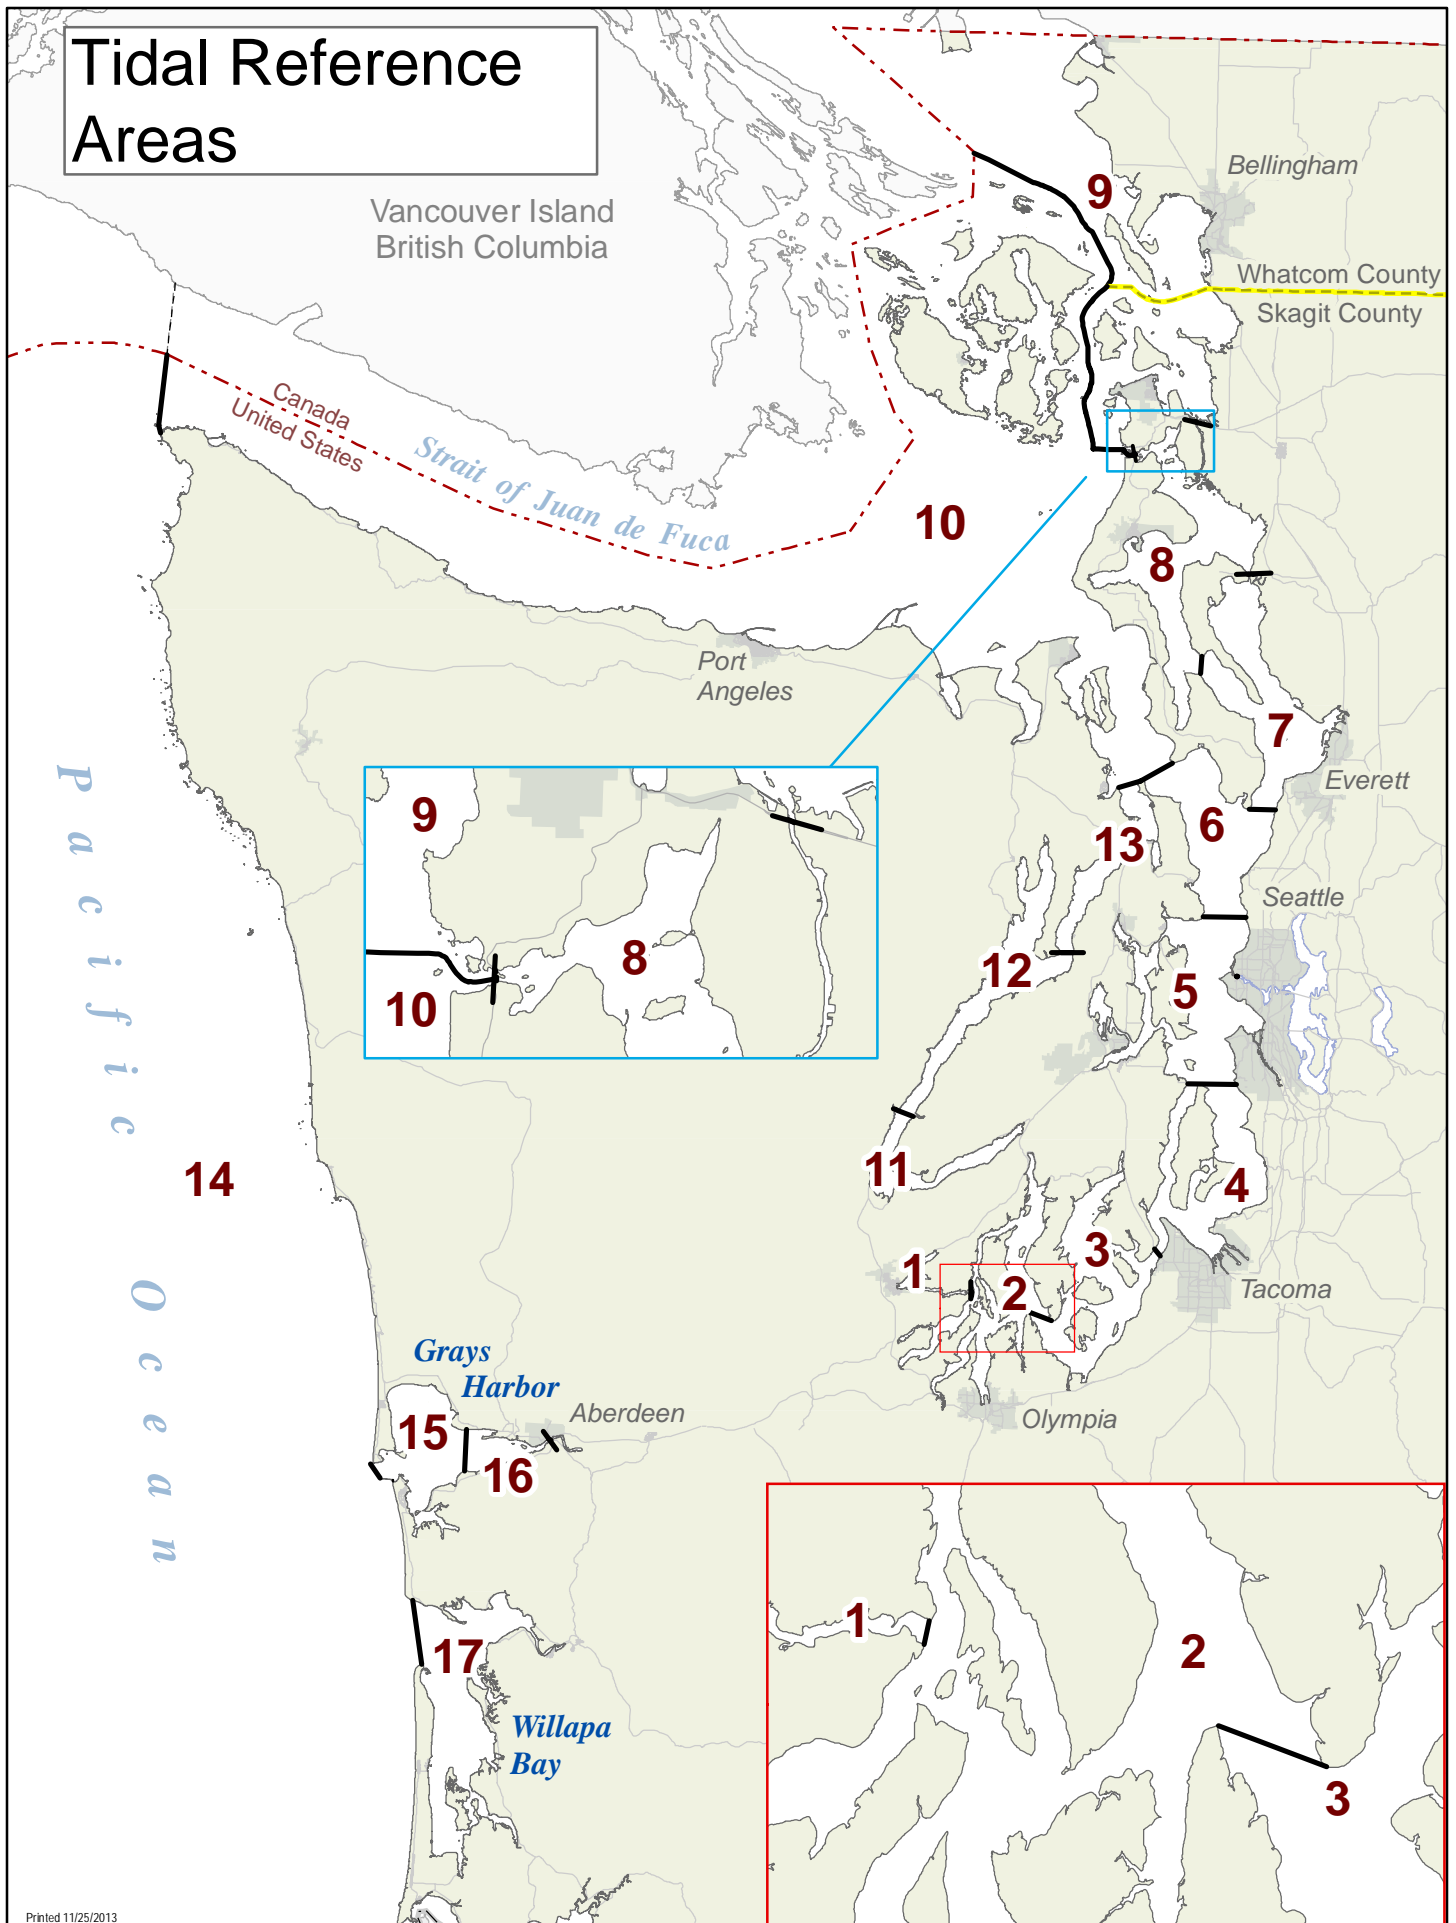 Tidal Reference
Areas
Vancouver Island
British Columbia
9
Bellingham
Whatcom County
Skagit County
Canada
United States
Strait of Juan de Fuca
10
8
Port
Angeles
7
Everett
6
13
9
8
10
Seattle
12
5
Pacific Ocean
14
11
4
3
1
2
Tacoma
Grays
Harbor
Aberdeen
15
16
Olympia
17
Willapa
Bay
1
2
3
Printed 11/25/2013